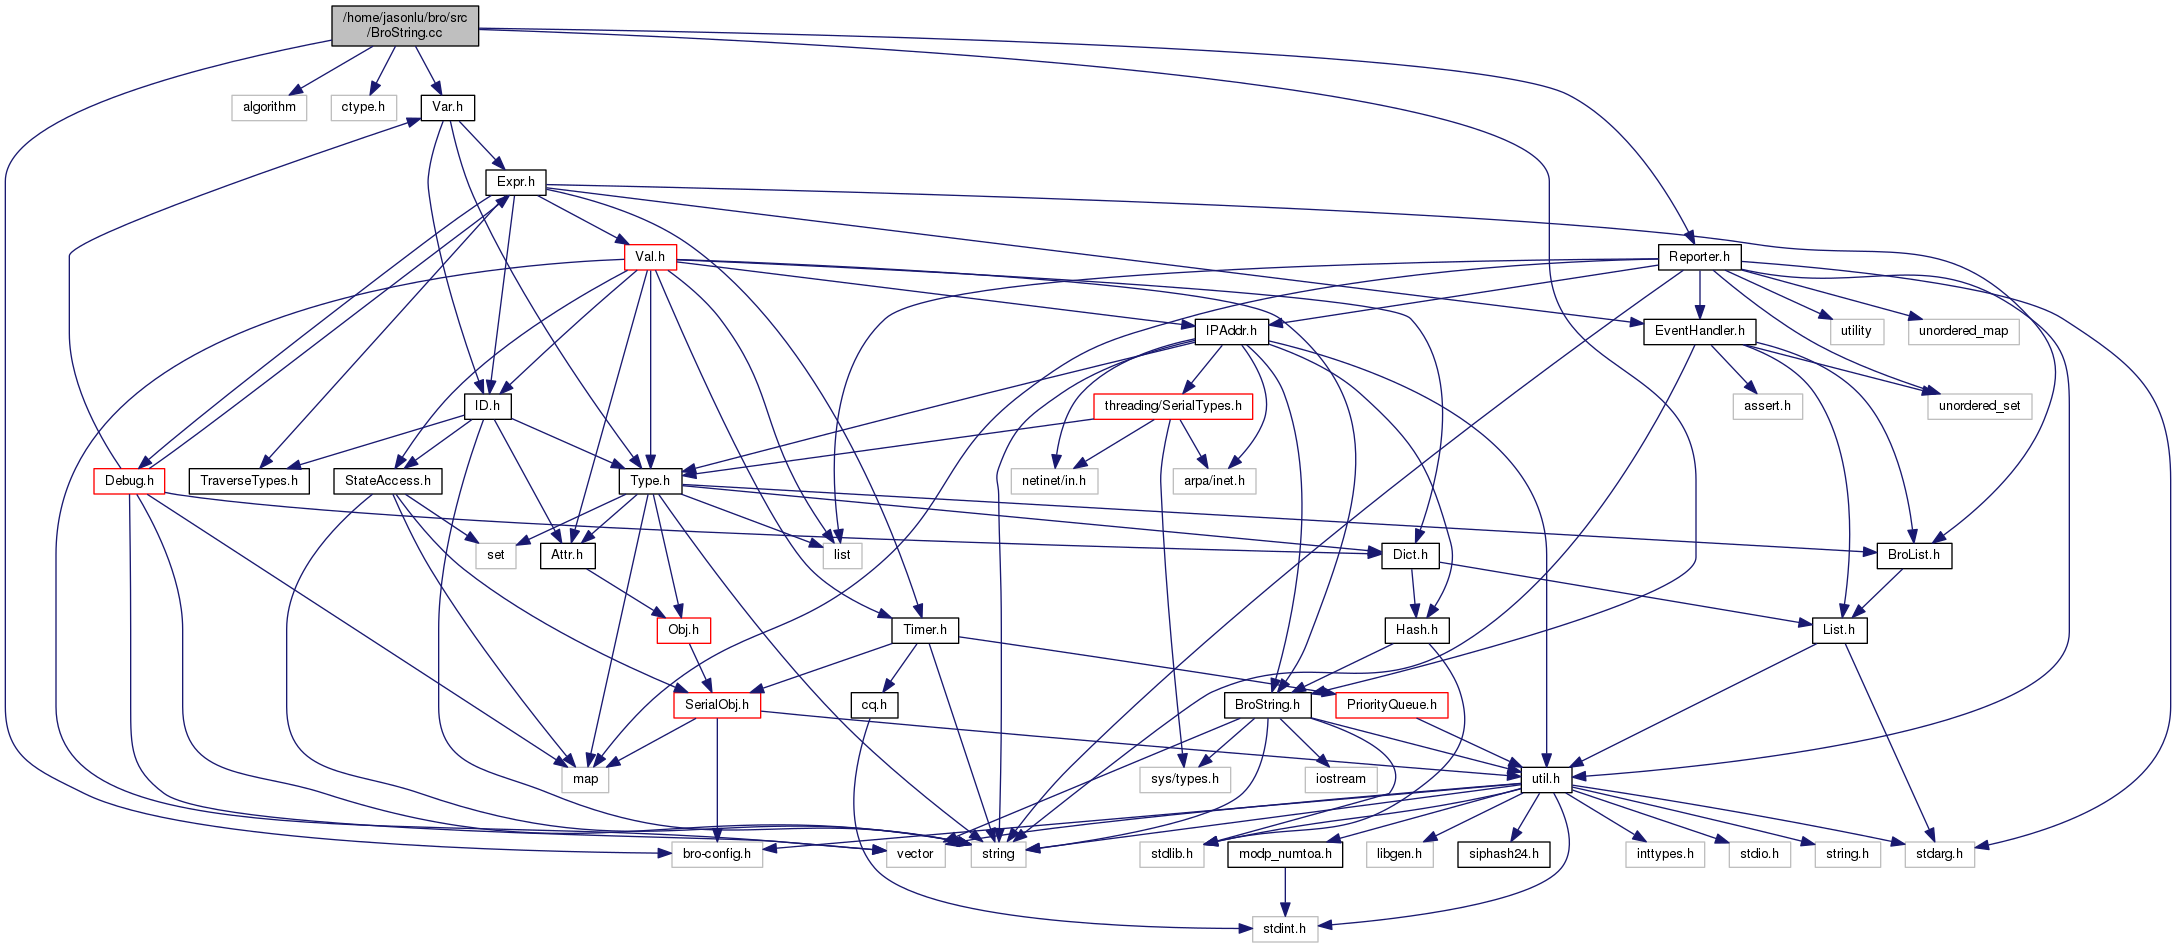 /home/jasonlu/bro/src
/BroString.cc
algorithm
ctype.h
Var.h
Expr.h
Val.h
Reporter.h
IPAddr.h
EventHandler.h
utility
unordered_map
ID.h
threading/SerialTypes.h
assert.h
unordered_set
Debug.h
TraverseTypes.h
StateAccess.h
Type.h
netinet/in.h
arpa/inet.h
set
Attr.h
list
Dict.h
BroList.h
Obj.h
Timer.h
Hash.h
List.h
SerialObj.h
cq.h
BroString.h
PriorityQueue.h
map
sys/types.h
iostream
util.h
bro-config.h
vector
string
stdlib.h
modp_numtoa.h
libgen.h
siphash24.h
inttypes.h
stdio.h
string.h
stdarg.h
stdint.h